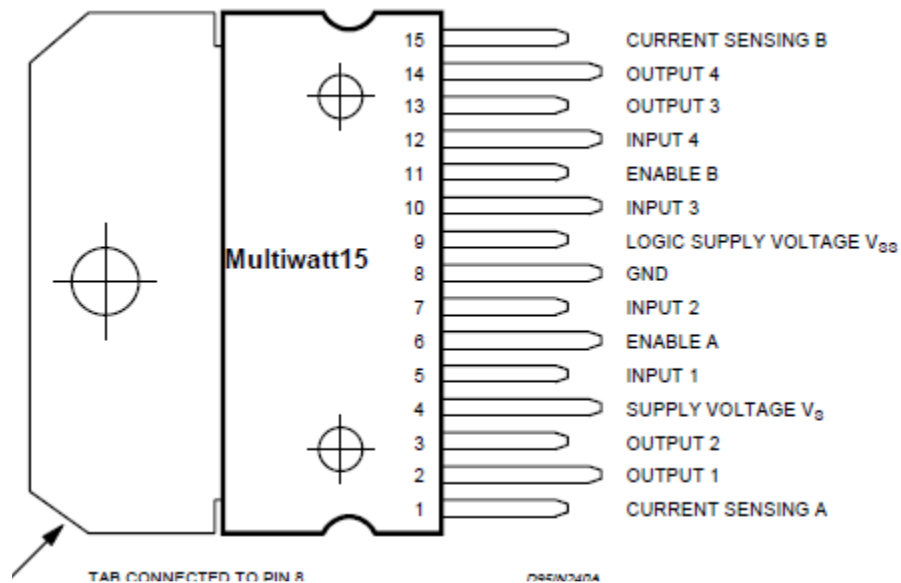 15 CURRENT SENSING B
14 OUTPUT 4
13 OUTPUT 3
12 INPUT 4
11 ENABLE B
10 INPUT 3
9 LOGIC SUPPLY VOLTAGE VSS
Multiwatt15
8 GND
7 INPUT 2
6 ENABLE A
5 INPUT 1
4 SUPPLY VOLTAGE VS
3 OUTPUT 2
2 OUTPUT 1
1 CURRENT SENSING A
TAB CONNECTED TO PIN 8
D95IN240A